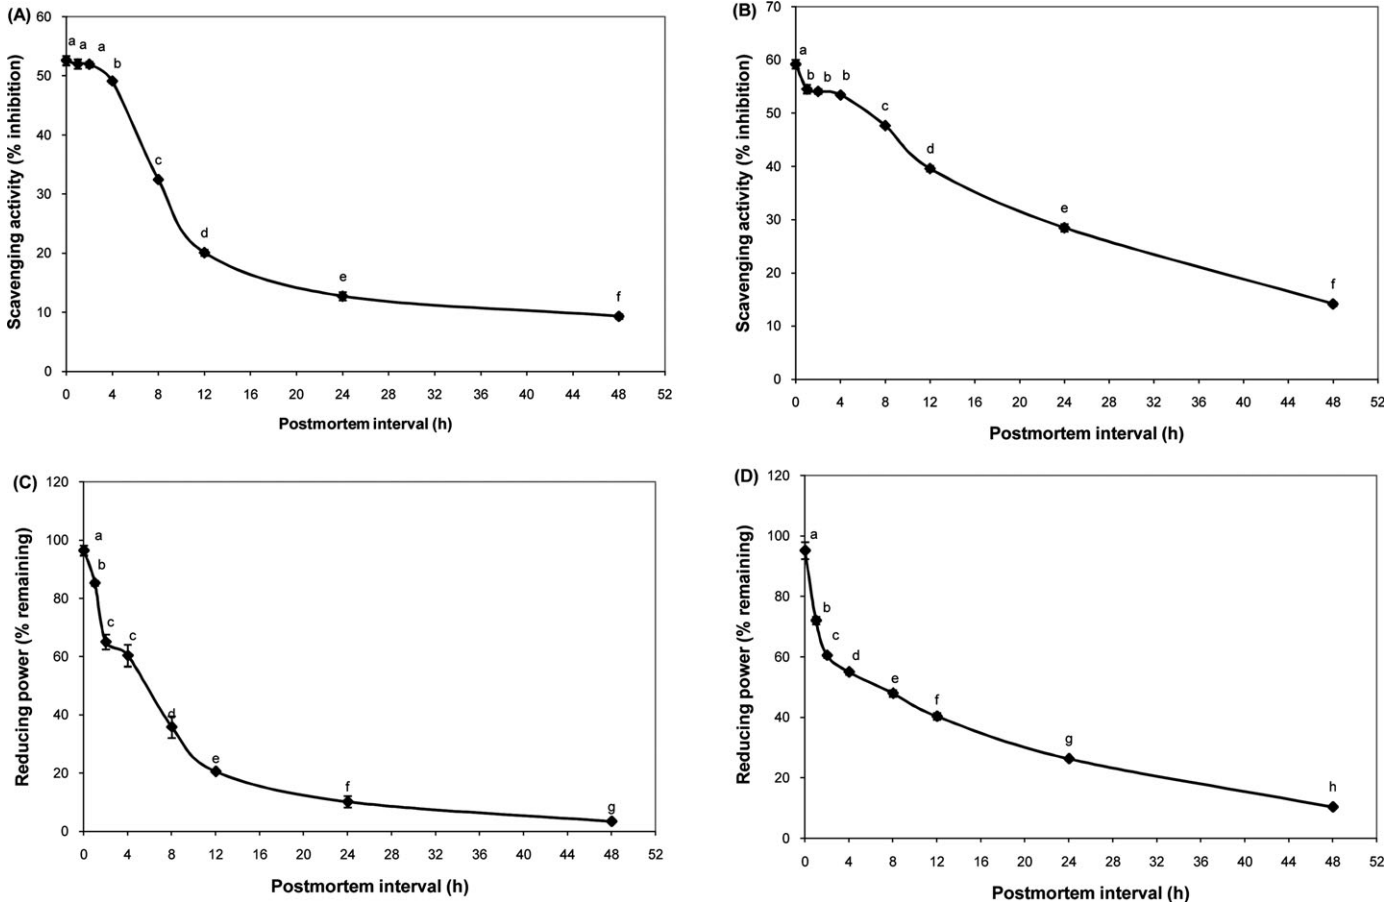 (A)
60
50
40
30
20
10
0
Scavenging activity (% inhibition)
a a a b
c
d
e
f
0 4 8 12 16 20 24 28 32 36 40 44 48 52
Postmortem interval (h)
(B)
70
60
50
40
30
20
10
0
Scavenging activity (% inhibition)
a
b b b
c
d
e
f
0 4 8 12 16 20 24 28 32 36 40 44 48 52
Postmortem interval (h)
(C)
120
100
80
60
40
20
0
Reducing power (% remaining)
a
b
c c
d
e
f
g
0 4 8 12 16 20 24 28 32 36 40 44 48 52
Postmortem interval (h)
(D)
120
100
80
60
40
20
0
Reducing power (% remaining)
a
b
c
d
e
f
g
h
0 4 8 12 16 20 24 28 32 36 40 44 48 52
Postmortem interval (h)